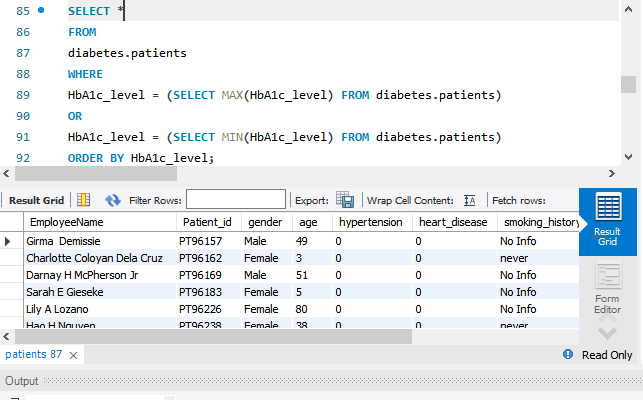 85 SELECT *
86 FROM
87 diabetes.patients
88 WHERE
89 HbA1c_level = (SELECT MAX(HbA1c_level) FROM diabetes.patients)
90 OR
91 HbA1c_level = (SELECT MIN(HbA1c_level) FROM diabetes.patients)
92 ORDER BY HbA1c_level;
Result Grid Filter Rows: Export: Wrap Cell Content: Fetch rows:
EmployeeName Patient_id gender age hypertension heart_disease smoking_history
Girma Demissie PT96157 Male 49 0 0 No Info
Charlotte Coloyan Dela Cruz PT96162 Female 3 0 0 never
Darnay H McPherson Jr PT96169 Male 51 0 0 No Info
Sarah E Gieseke PT96183 Female 5 0 0 No Info
Lily A Lozano PT96226 Female 80 0 0 No Info
Hao H Nguyen PT96238 Female 38 0 0 never
Result
Grid
Form
Editor
patients 87 Read Only
Output